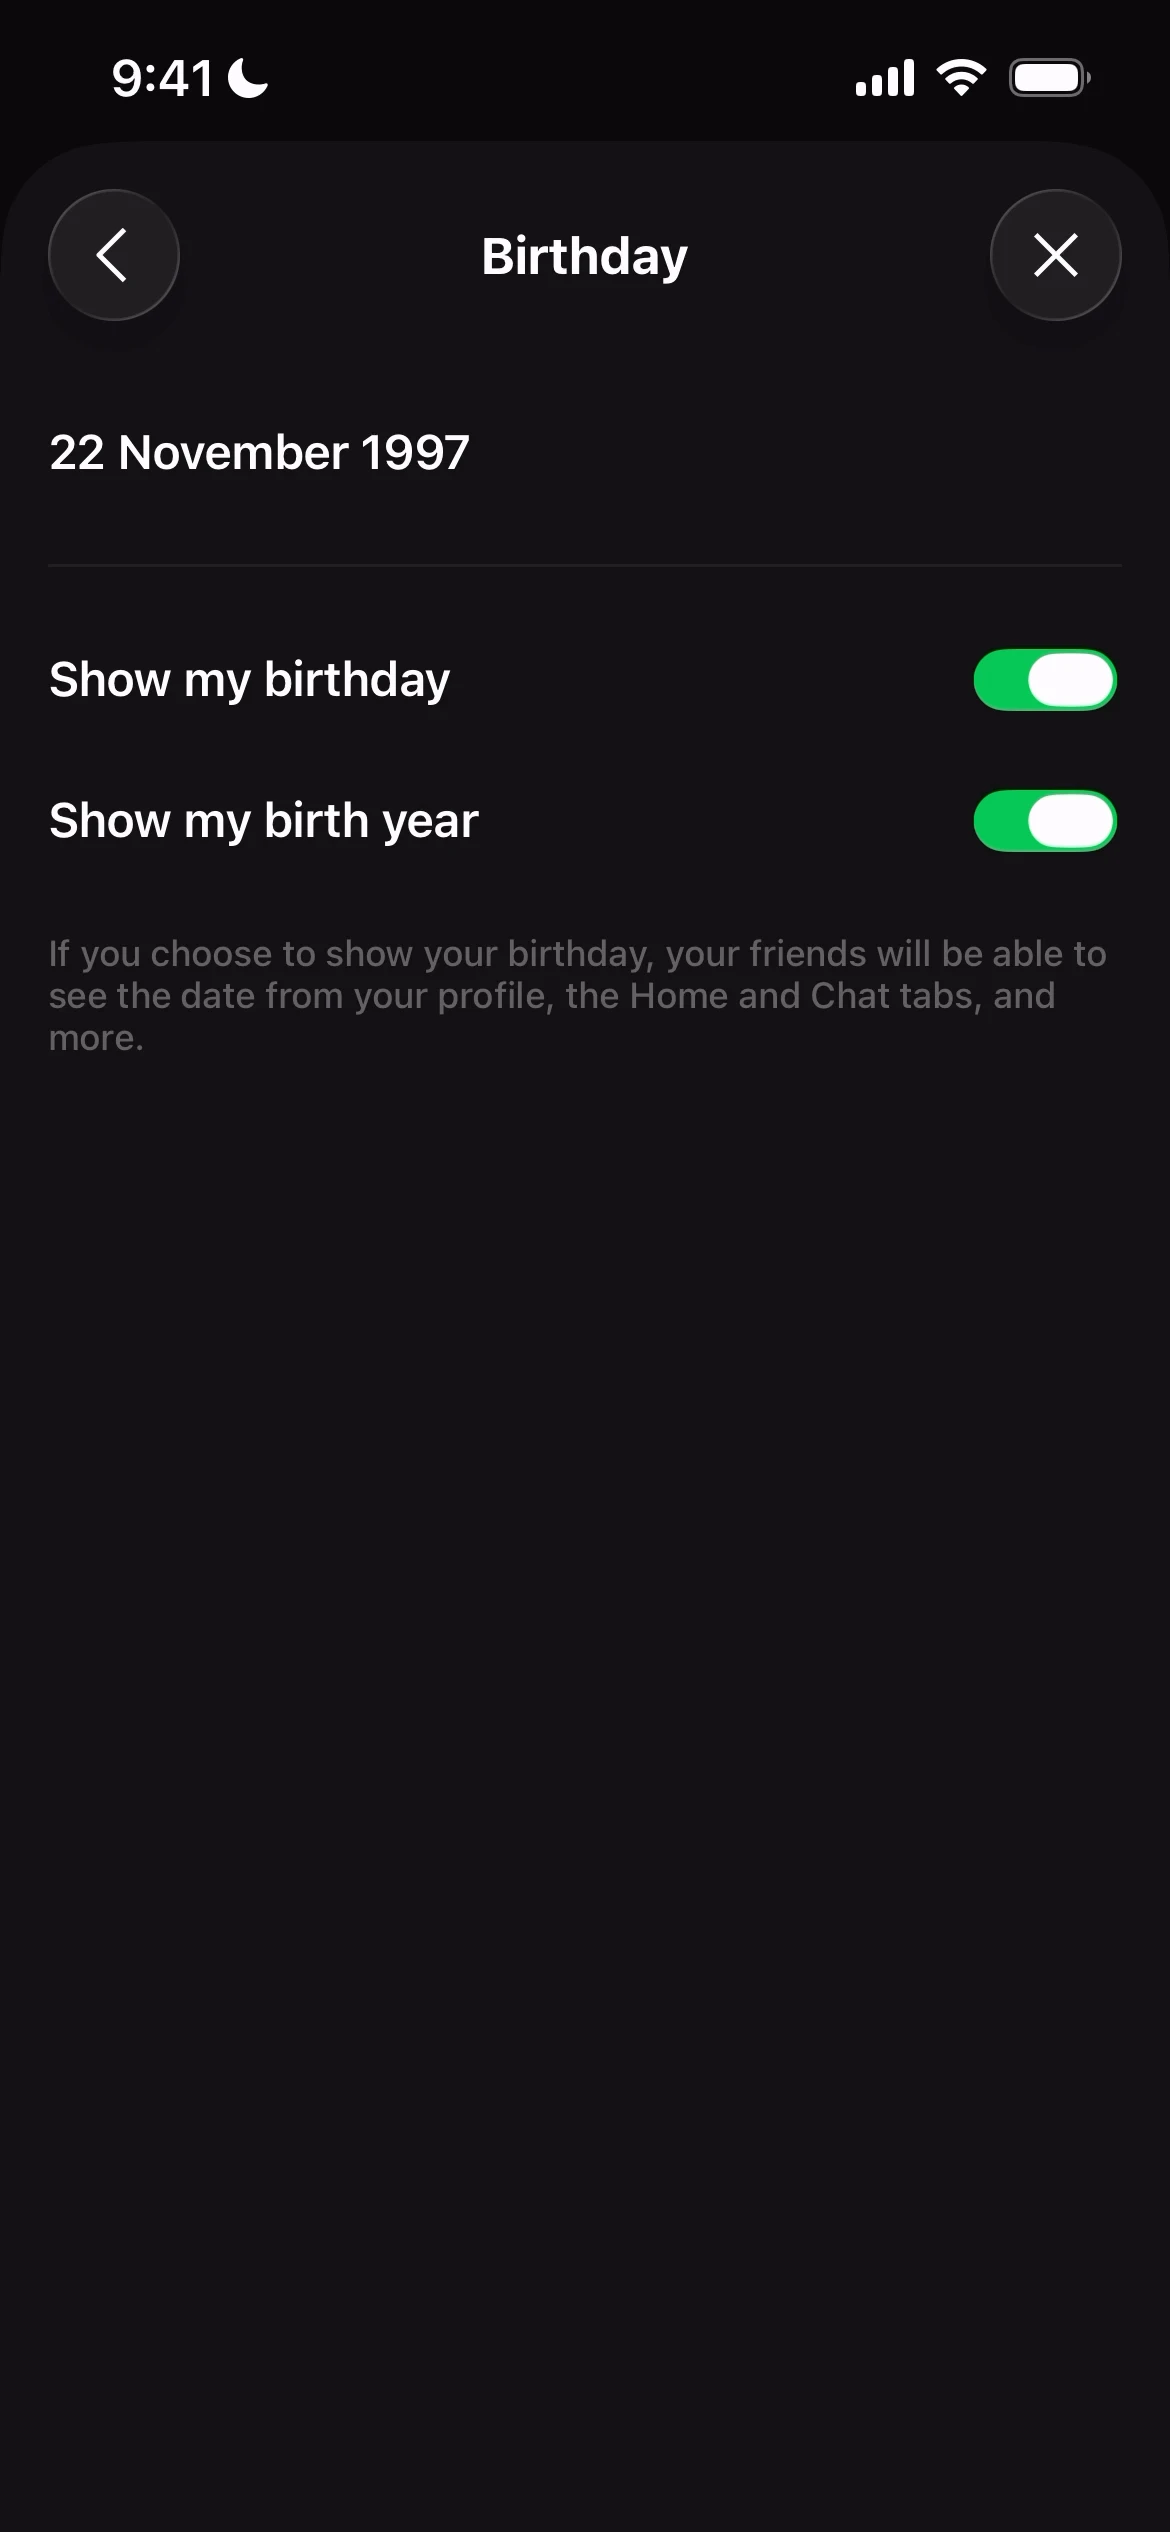 9:41
Birthday
22 November 1997
Show my birthday
Show my birth year
If you choose to show your birthday, your friends will be able to
see the date from your profile, the Home and Chat tabs, and
more.